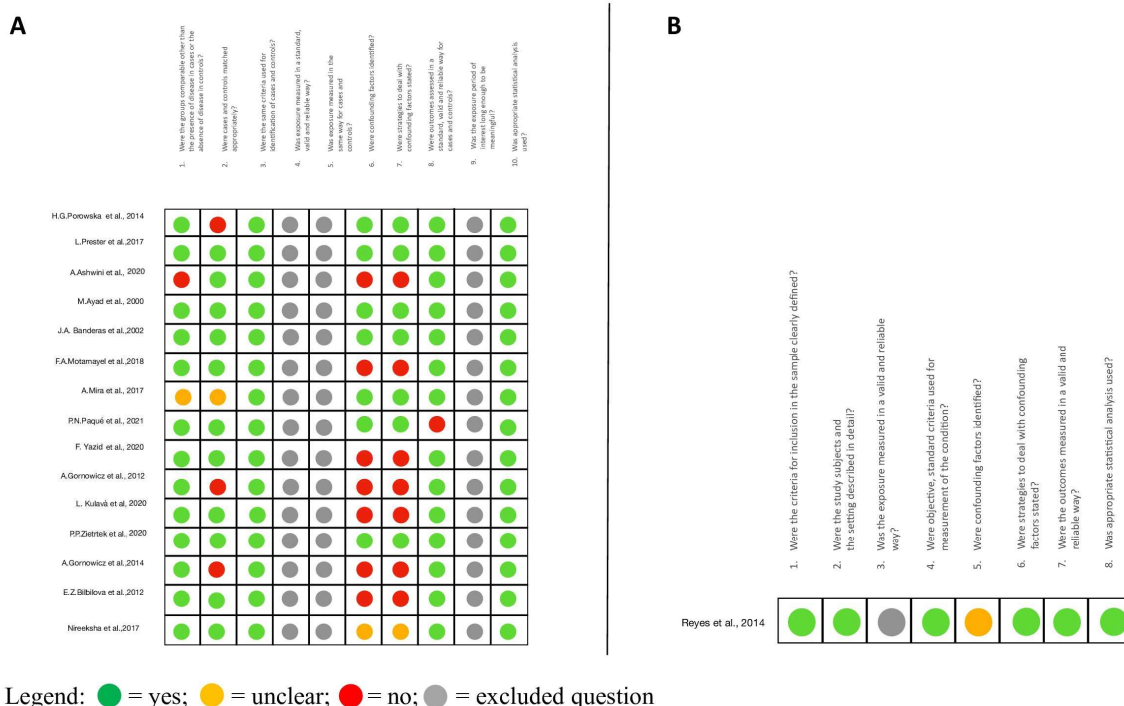 A
1. Were the groups comparable other than
the presence of disease in cases or the
absence of disease in controls?
2. Were cases and controls matched
appropriately?
3. Were the same criteria used for
identification of cases and controls?
4. Was exposure measured in a standard,
valid and reliable way?
5. Was exposure measured in the
same way for cases and
controls?
6. Were confounding factors identified?
7. Were strategies to deal with
confounding factors stated?
8. Were outcomes assessed in a
standard, valid and reliable way for
cases and controls?
9. Was the exposure period of
interest long enough to be
meaningful?
10. Was appropriate statistical analysis
used?
H.G.Porowska et al., 2014
L.Prester et al.,2017
A.Ashwini et al., 2020
M.Ayad et al., 2000
J.A. Banderas et al.,2002
F.A.Motamayel et al.,2018
A.Mira et al., 2017
P.N.Paqué et al., 2021
F. Yazid et al., 2020
A.Gornowicz et al., 2012
L. Kulavá et al, 2020
P.P.Zietrtek et al., 2020
A.Gornowicz et al.,2014
E.Z.Bilbilova et al.,2012
Nireeksha et al.,2017
B
1. Were the criteria for inclusion in the sample clearly defined?
2. Were the study subjects and
the setting described in detail?
3. Was the exposure measured in a valid and reliable
way?
4. Were objective, standard criteria used for
measurement of the condition?
5. Were confounding factors identified?
6. Were strategies to deal with confounding
factors stated?
7. Were the outcomes measured in a valid and
reliable way?
8. Was appropriate statistical analysis used?
Reyes et al., 2014
Legend: = yes; = unclear; = no; = excluded question